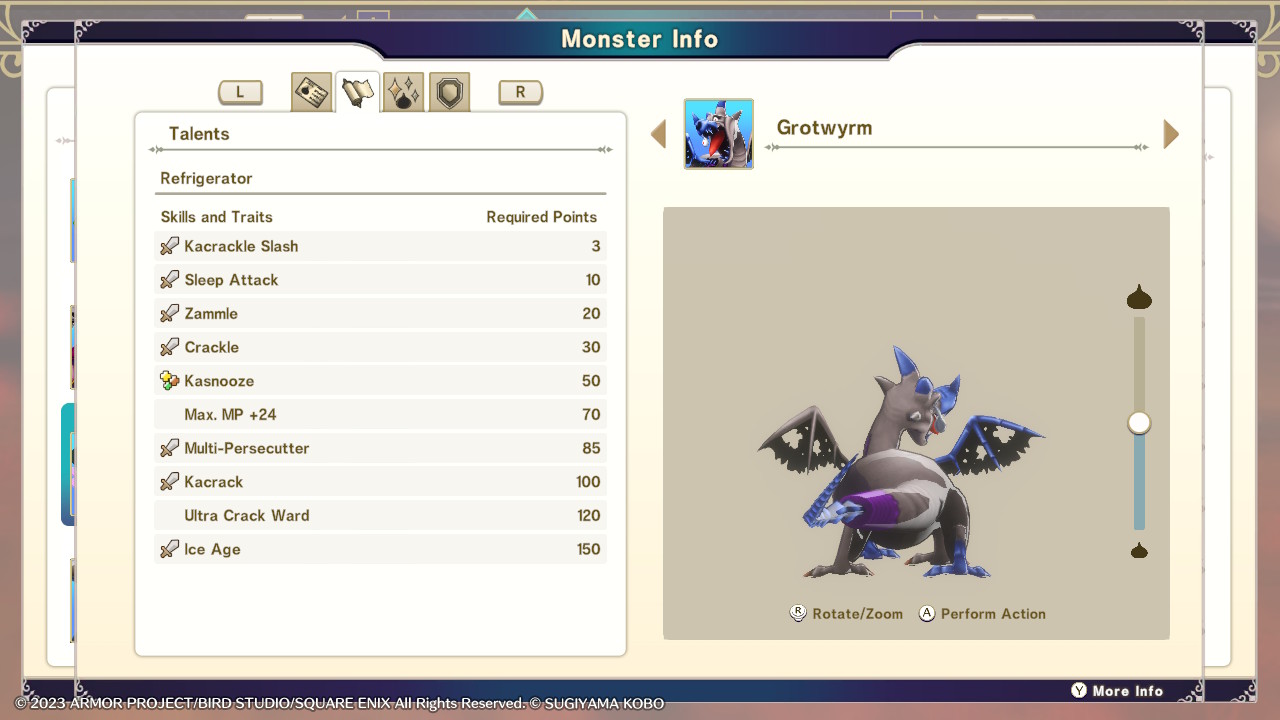 Monster Info
L
R
Talents
Refrigerator
Skills and Traits Required Points
Kacrackle Slash 3
Sleep Attack 10
Zammle 20
Crackle 30
Kasnooze 50
Max. MP +24 70
Multi-Persecutter 85
Kacrack 100
Ultra Crack Ward 120
Ice Age 150
Grotwyrm
R Rotate/Zoom A Perform Action
Y More Info
© 2023 ARMOR PROJECT/BIRD STUDIO/SQUARE ENIX All Rights Reserved. © SUGIYAMA KOBO